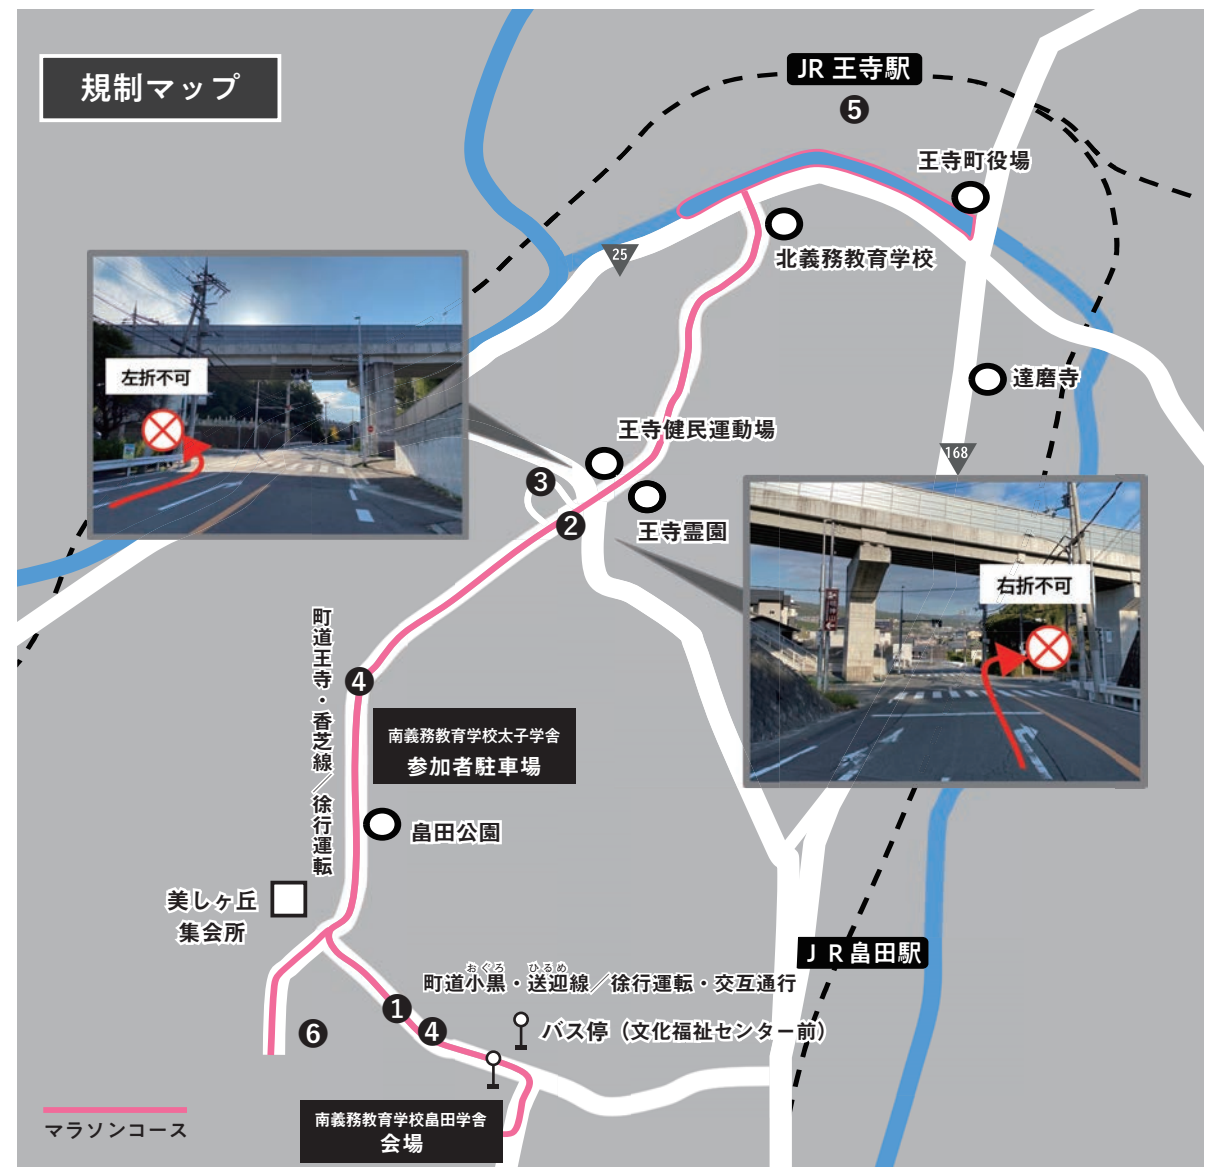 規制マップ
JR 王寺駅
❺
王寺町役場
25
北義務教育学校
左折不可
達磨寺
王寺健民運動場
168
❸
❷
王寺霊園
右折不可
町道王寺・香芝線／徐行運転
❹
南義務教育学校太子学舎
参加者駐車場
畠田公園
美しヶ丘
集会所
ＪＲ畠田駅
おぐろ ひるめ
町道小黒・送迎線／徐行運転・交互通行
❶
❹
❻
バス停（文化福祉センター前）
マラソンコース
南義務教育学校畠田学舎
会場